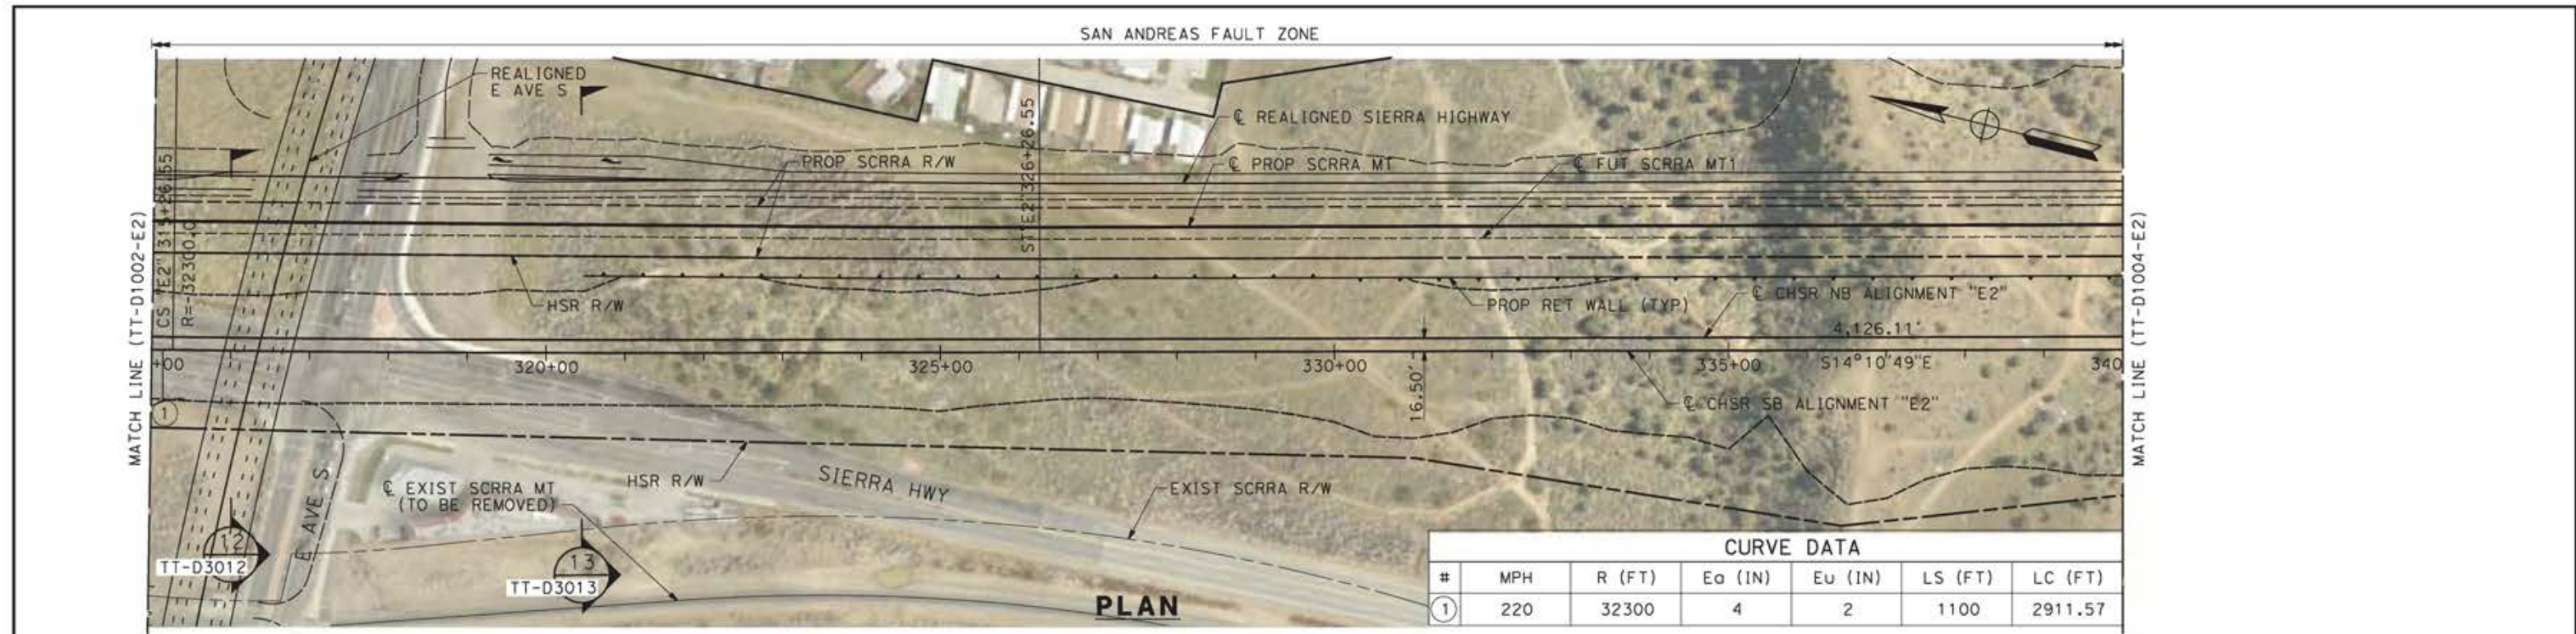 SAN ANDREAS FAULT ZONE
REALIGNED
E AVE S
℄ REALIGNED SIERRA HIGHWAY
PROP SCRRA R/W
℄ PROP SCRRA MT
℄ FUT SCRRA MT1
MATCH LINE (TT-D1002-E2)
CS "E2" 315+26.55
R=-32300.0
ST"E2"326+26.55
MATCH LINE (TT-D1004-E2)
HSR R/W
PROP RET WALL (TYP)
℄ CHSR NB ALIGNMENT "E2"
4,126.11'
+00
320+00
325+00
330+00
335+00
S14°10'49"E
340
16.50'
℄ CHSR SB ALIGNMENT "E2"
1
HSR R/W
SIERRA HWY
EXIST SCRRA R/W
℄ EXIST SCRRA MT
(TO BE REMOVED)
E AVE S
12
TT-D3012
13
TT-D3013
PLAN
CURVE DATA
# MPH R (FT) Ea (IN) Eu (IN) LS (FT) LC (FT)
1 220 32300 4 2 1100 2911.57